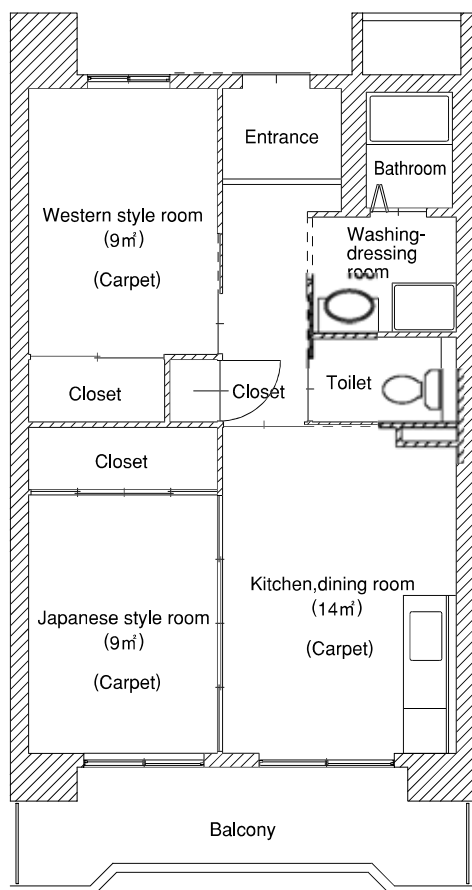 Entrance
Bathroom
Western style room
(9㎡)
(Carpet)
Washing-
dressing
room
Closet
Closet
Toilet
Closet
Japanese style room
(9㎡)
(Carpet)
Kitchen,dining room
(14㎡)
(Carpet)
Balcony